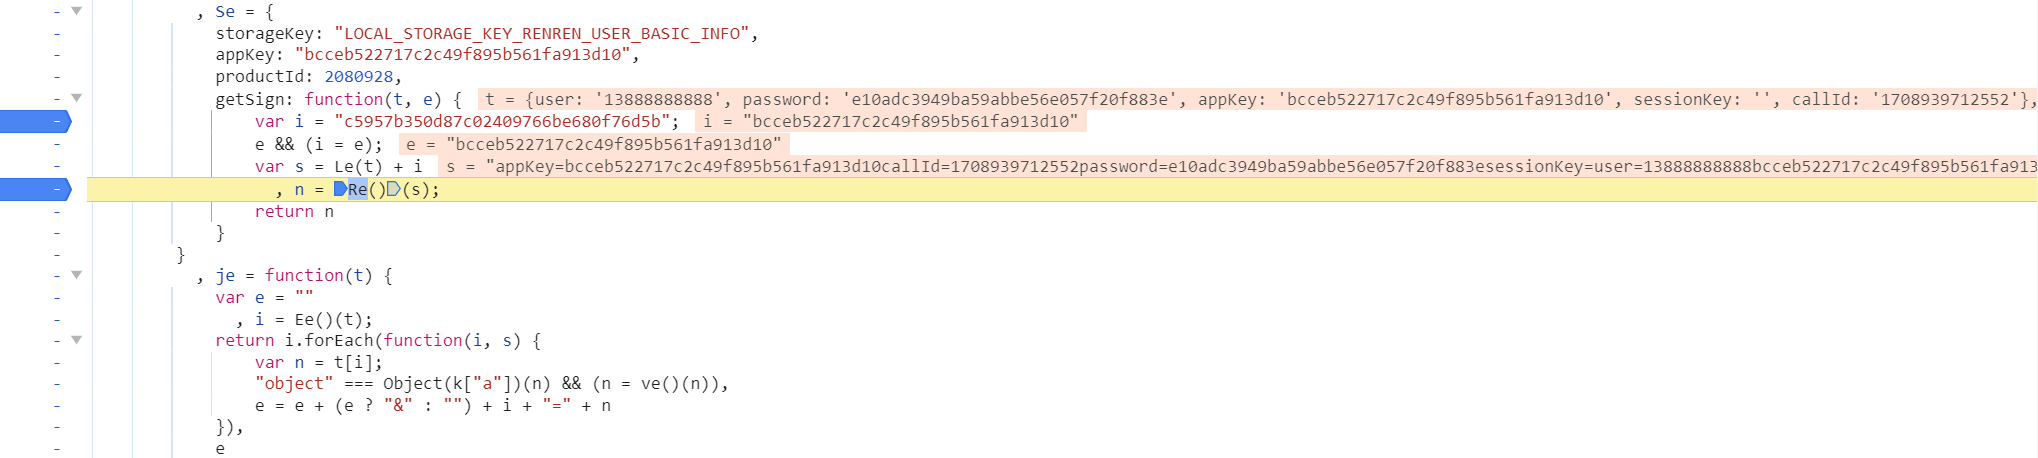 , Se = {
storageKey: "LOCAL_STORAGE_KEY_RENREN_USER_BASIC_INFO",
appKey: "bcceb522717c2c49f895b561fa913d10",
productId: 2080928,
getSign: function(t, e) { t = {user: '13888888888', password: 'e10adc3949ba59abbe56e057f20f883e', appKey: 'bcceb522717c2c49f895b561fa913d10', sessionKey: '', callId: '1708939712552'},
var i = "c5957b350d87c02409766be680f76d5b"; i = "bcceb522717c2c49f895b561fa913d10"
e && (i = e); e = "bcceb522717c2c49f895b561fa913d10"
var s = Le(t) + i s = "appKey=bcceb522717c2c49f895b561fa913d10callId=1708939712552password=e10adc3949ba59abbe56e057f20f883esessionKey=user=13888888888bcceb522717c2c49f895b561fa913
, n = Re()(s);
return n
}
}
, je = function(t) {
var e = ""
, i = Ee()(t);
return i.forEach(function(i, s) {
var n = t[i];
"object" === Object(k["a"])(n) && (n = ve()(n)),
e = e + (e ? "&" : "") + i + "=" + n
}),
e